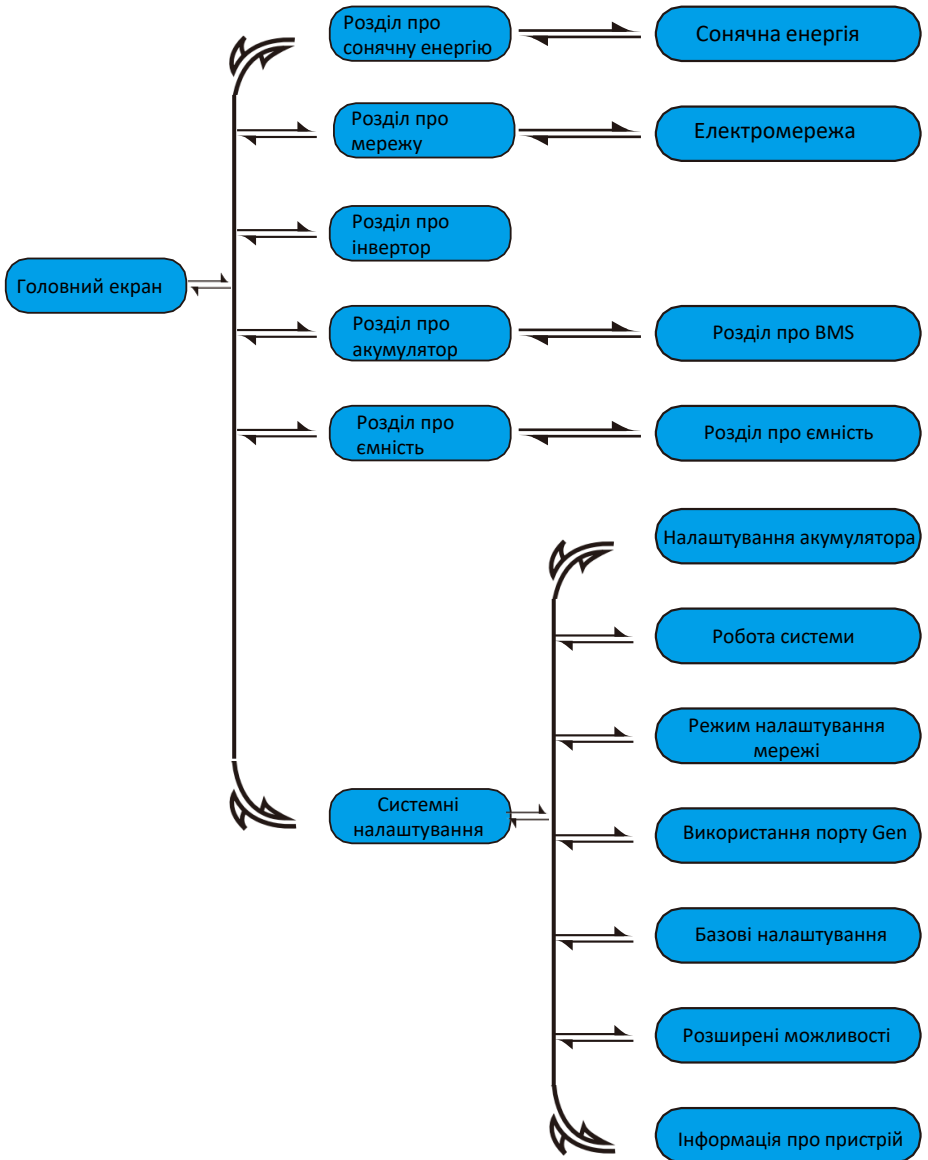 Розділ про
сонячну енергію
Сонячна енергія
Розділ про
мережу
Електромережа
Розділ про
інвертор
Головний екран
Розділ про
акумулятор
Розділ про BMS
Розділ про
ємність
Розділ про ємність
Налаштування акумулятора
Робота системи
Режим налаштування
мережі
Системні
налаштування
Використання порту Gen
Базові налаштування
Розширені можливості
Інформація про пристрій